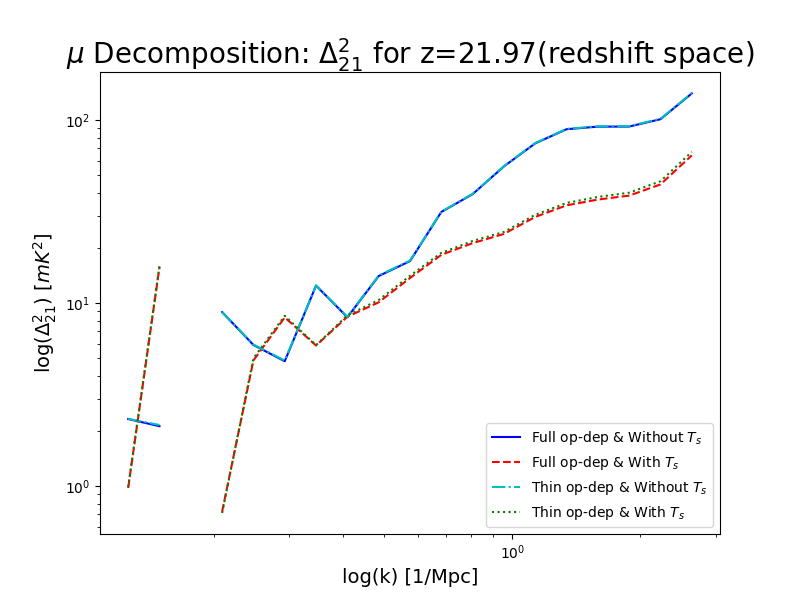 μ Decomposition: Δ²₂₁ for z=21.97(redshift space)
log(Δ²₂₁) [mK²]
10²
10¹
10⁰
Full op-dep & Without Tₛ
Full op-dep & With Tₛ
Thin op-dep & Without Tₛ
Thin op-dep & With Tₛ
10⁰
log(k) [1/Mpc]